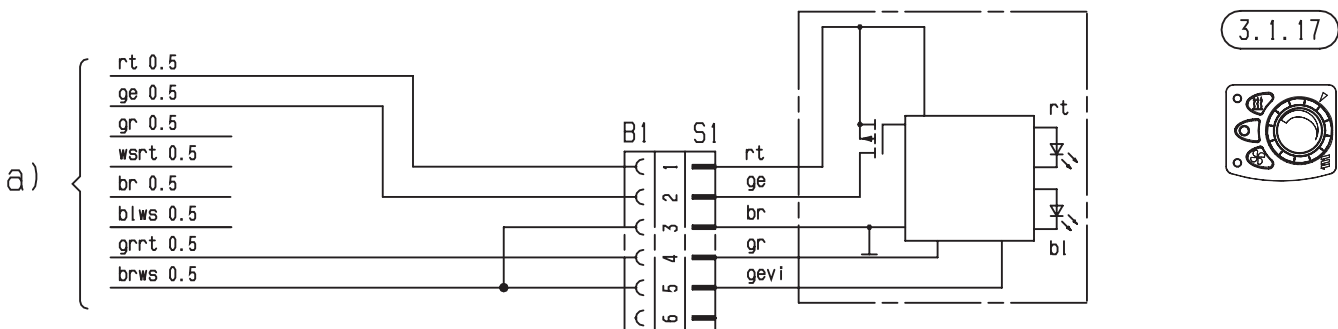 3.1.17
a)
rt 0.5
ge 0.5
gr 0.5
wsrt 0.5
br 0.5
blws 0.5
grrt 0.5
brws 0.5
B1 S1
1
2
3
4
5
6
rt
ge
br
gr
gevi
rt
bl